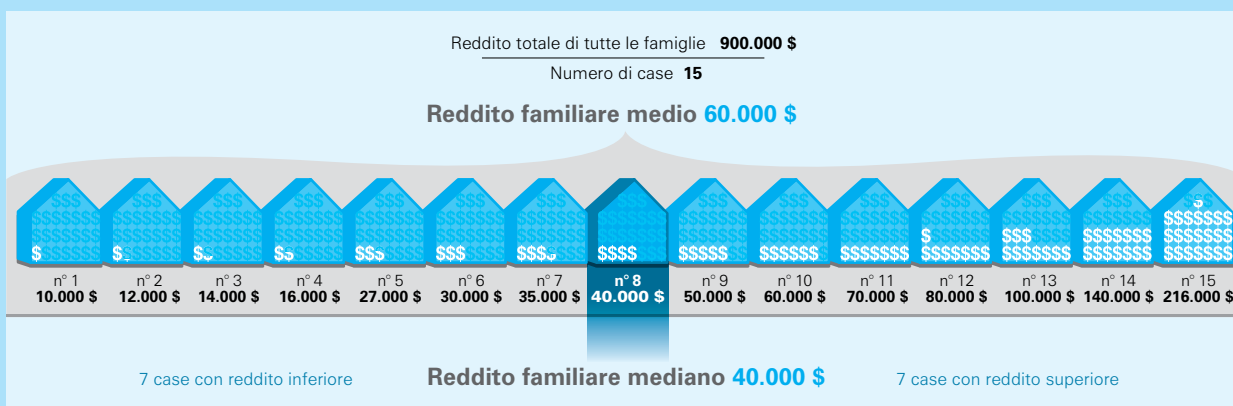 Reddito totale di tutte le famiglie 900.000 $
Numero di case 15
Reddito familiare medio 60.000 $
n° 1 n° 2 n° 3 n° 4 n° 5 n° 6 n° 7 n° 8 n° 9 n° 10 n° 11 n° 12 n° 13 n° 14 n° 15
10.000 $ 12.000 $ 14.000 $ 16.000 $ 27.000 $ 30.000 $ 35.000 $ 40.000 $ 50.000 $ 60.000 $ 70.000 $ 80.000 $ 100.000 $ 140.000 $ 216.000 $
7 case con reddito inferiore Reddito familiare mediano 40.000 $ 7 case con reddito superiore